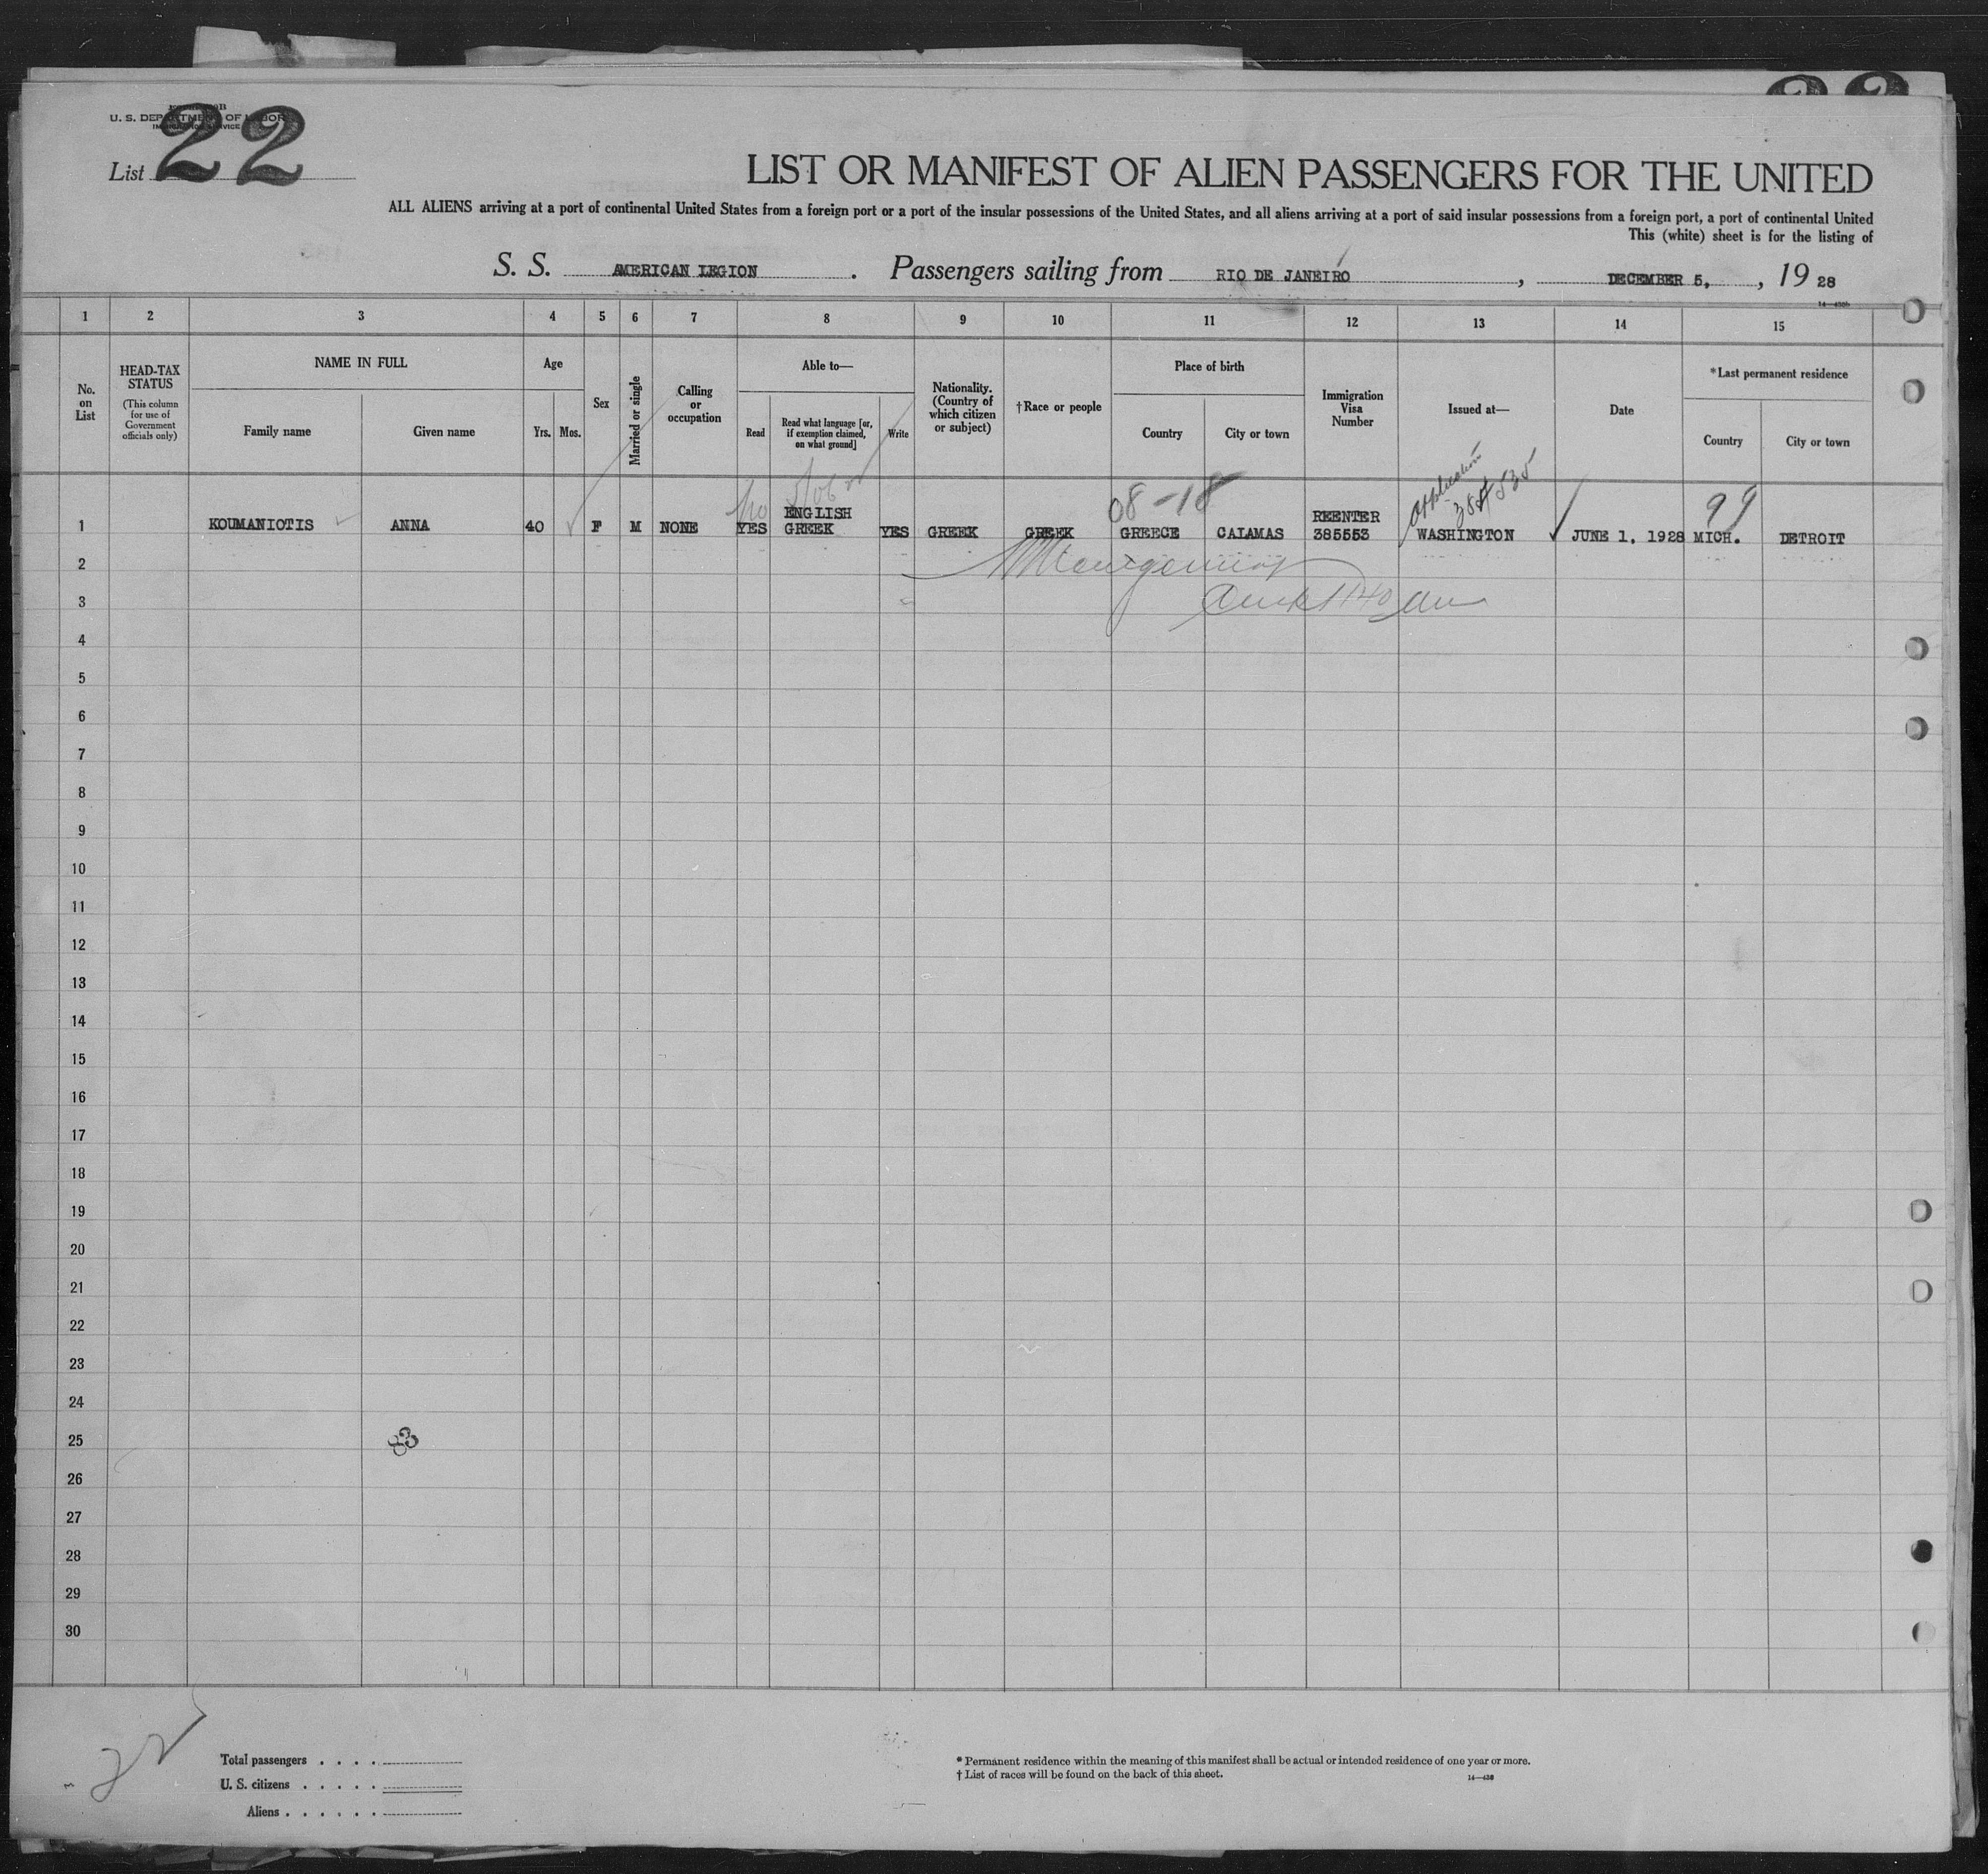 U. S. DEPARTMENT OF LABOR
IMMIGRATION SERVICE
List 22
LIST OR MANIFEST OF ALIEN PASSENGERS FOR THE UNITED
ALL ALIENS arriving at a port of continental United States from a foreign port or a port of the insular possessions of the United States, and all aliens arriving at a port of said insular possessions from a foreign port, a port of continental United
This (white) sheet is for the listing of
S. S. AMERICAN LEGION . Passengers sailing from RIO DE JANEIRO , DECEMBER 5, , 19 28
14—430b
1 2 3 4 5 6 7 8 9 10 11 12 13 14 15
No. on List
HEAD-TAX STATUS
(This column for use of Government officials only)
NAME IN FULL
Family name
Given name
Age
Yrs.
Mos.
Sex
Married or single
Calling or occupation
Able to—
Read
Read what language [or, if exemption claimed, on what ground]
Write
Nationality. (Country of which citizen or subject)
†Race or people
Place of birth
Country
City or town
Immigration Visa Number
Issued at—
Date
*Last permanent residence
Country
City or town
No
08-18
Application
99
1 KOUMANIOTIS ANNA 40 F M NONE YES ENGLISH GREEK YES GREEK GREEK GREECE CALAMAS REENTER 385553 WASHINGTON JUNE 1, 1928 MICH. DETROIT
2
3
4
5
6
7
8
9
10
11
12
13
14
15
16
17
18
19
20
21
22
23
24
25
83
26
27
28
29
30
22
Total passengers . . . .
U. S. citizens . . . . .
Aliens . . . . . .
* Permanent residence within the meaning of this manifest shall be actual or intended residence of one year or more.
† List of races will be found on the back of this sheet.
14—430